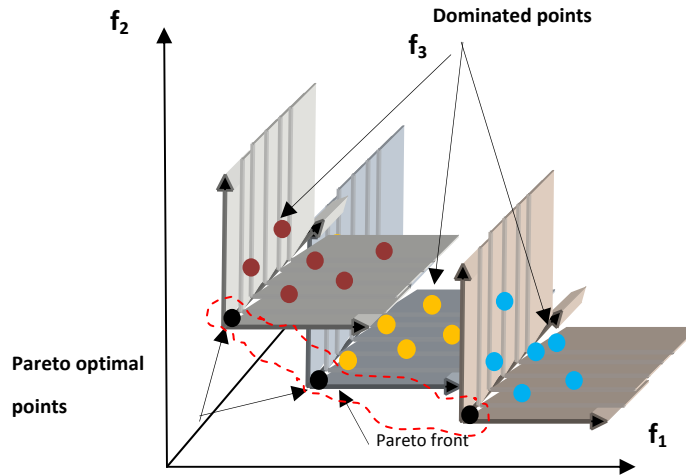 Dominated points
f2
f3
Pareto optimal
points
Pareto front
f1